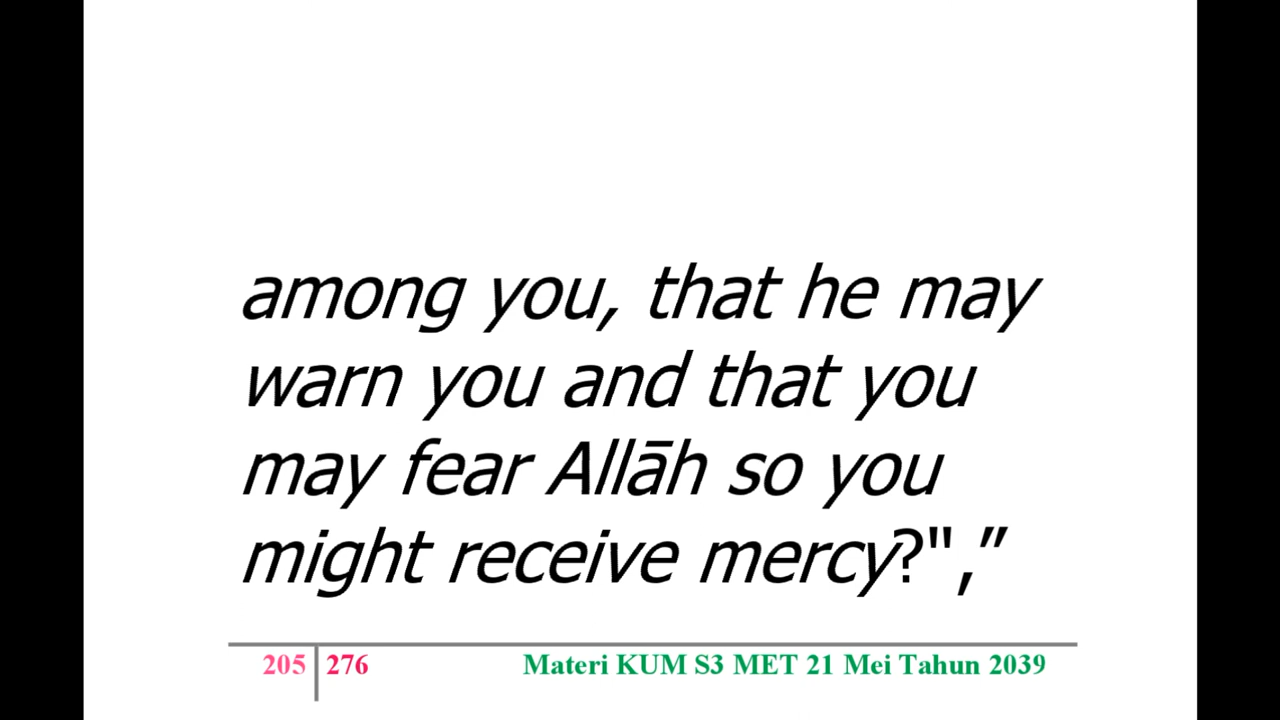 among you, that he may
warn you and that you
may fear Allāh so you
might receive mercy?",”
205 276 Materi KUM S3 MET 21 Mei Tahun 2039